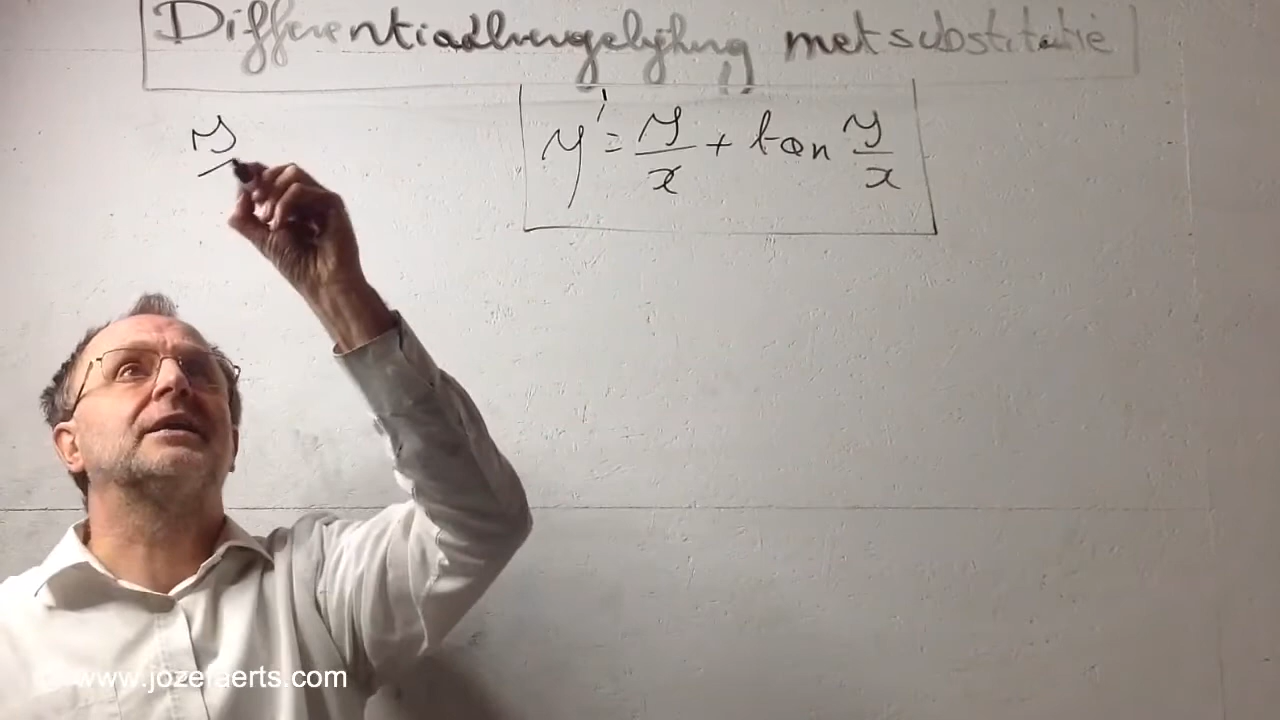 Differentiaalvergelijking met substitutie
y' = y/x + tan y/x
y
www.jozefaerts.com